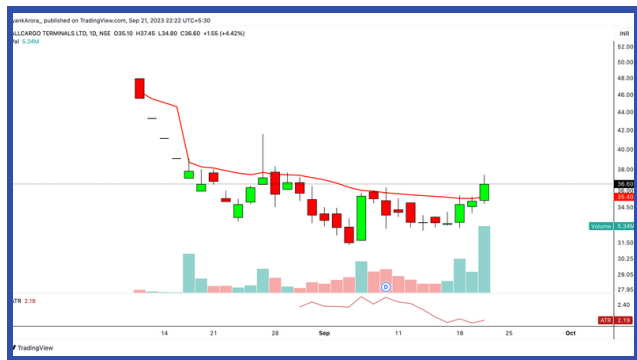 yankArora_ published on TradingView.com, Sep 21, 2023 22:22 UTC+5:30
ALLCARGO TERMINALS LTD, 1D, NSE O35.10 H37.45 L34.80 C36.60 +1.55 (+4.42%)
INR
Vol 5.34M
52.00
50.00
48.00
46.00
44.00
42.00
40.00
38.00
36.60
36.00
35.40
34.50
Volume 5.34M
31.50
30.25
29.05
27.95
ATR 2.19
2.40
ATR 2.19
14 21 28 Sep 11 18 25 Oct
TradingView